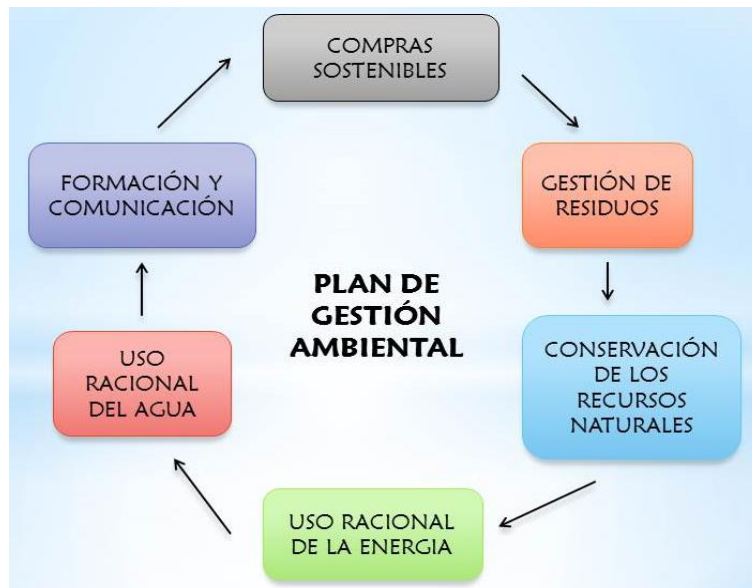 COMPRAS
SOSTENIBLES
GESTIÓN DE
RESIDUOS
CONSERVACIÓN
DE LOS
RECURSOS
NATURALES
USO RACIONAL
DE LA ENERGIA
USO
RACIONAL
DEL AGUA
FORMACIÓN Y
COMUNICACIÓN
PLAN DE
GESTIÓN
AMBIENTAL